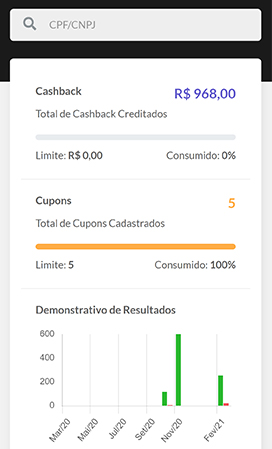 CPF/CNPJ
Cashback R$ 968,00
Total de Cashback Creditados
Limite: R$ 0,00 Consumido: 0%
Cupons 5
Total de Cupons Cadastrados
Limite: 5 Consumido: 100%
Demonstrativo de Resultados
600
400
200
0
Mar/20 Mai/20 Jul/20 Set/20 Nov/20 Fev/21